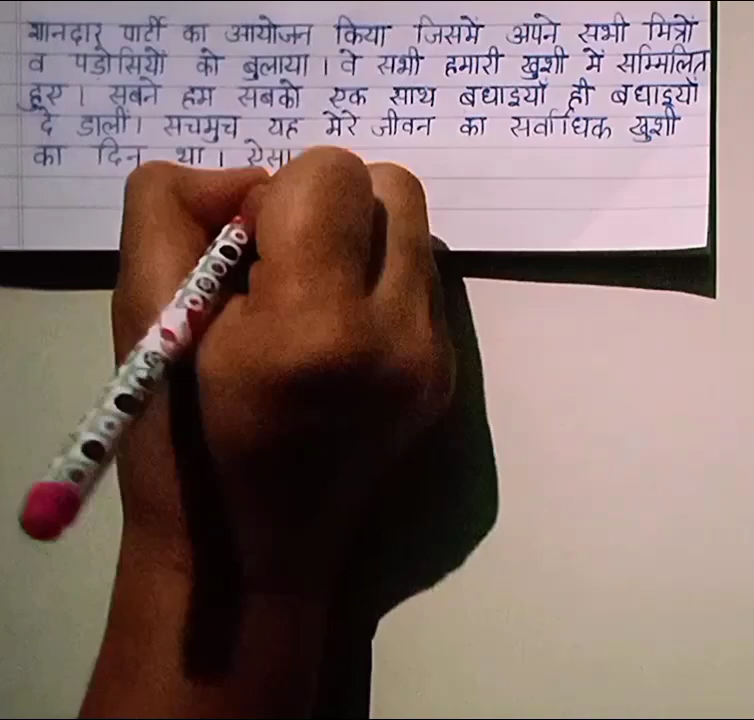 शानदार पार्टी का आयोजन किया जिसमें अपने सभी मित्रों
व पडोसियों को बुलाया । वे सभी हमारी खुशी में सम्मिलित
हुए । सबने हम सबको एक साथ बधाइयाँ ही बधाइयाँ
दे डालीं। सचमुच यह मेरे जीवन का सर्वाधिक खुशी
का दिन था । ऐसा